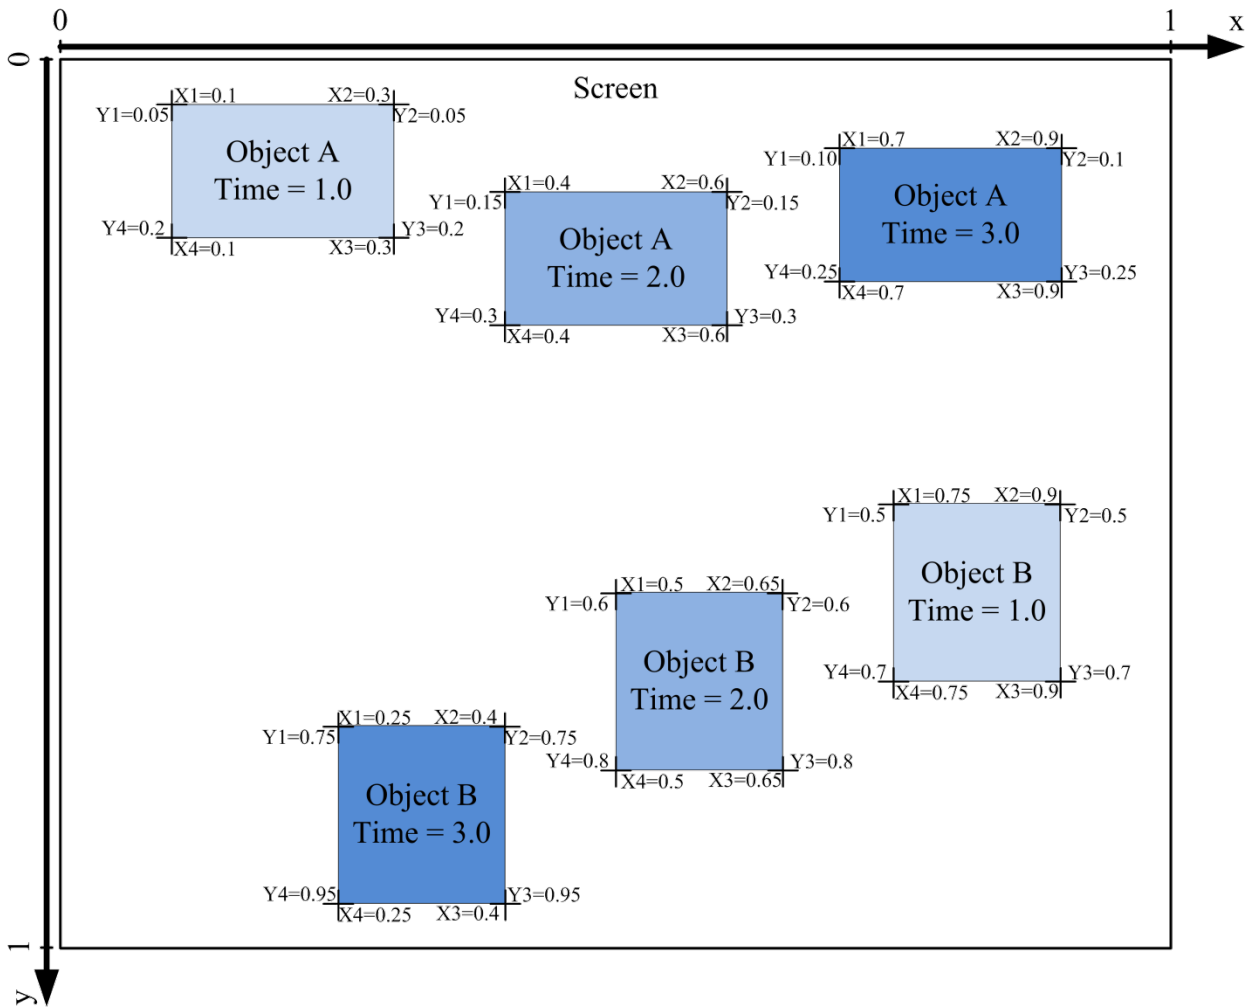 0
1
x
0
Screen
X1=0.1
X2=0.3
Y1=0.05
Y2=0.05
Object A
Time = 1.0
Y4=0.2
Y3=0.2
X4=0.1
X3=0.3
X1=0.4
X2=0.6
Y1=0.15
Y2=0.15
Object A
Time = 2.0
Y4=0.3
Y3=0.3
X4=0.4
X3=0.6
X1=0.7
X2=0.9
Y1=0.10
Y2=0.1
Object A
Time = 3.0
Y4=0.25
Y3=0.25
X4=0.7
X3=0.9
X1=0.75
X2=0.9
Y1=0.5
Y2=0.5
Object B
Time = 1.0
Y4=0.7
Y3=0.7
X4=0.75
X3=0.9
X1=0.5
X2=0.65
Y1=0.6
Y2=0.6
Object B
Time = 2.0
Y4=0.8
Y3=0.8
X4=0.5
X3=0.65
X1=0.25
X2=0.4
Y1=0.75
Y2=0.75
Object B
Time = 3.0
Y4=0.95
Y3=0.95
X4=0.25
X3=0.4
1
y